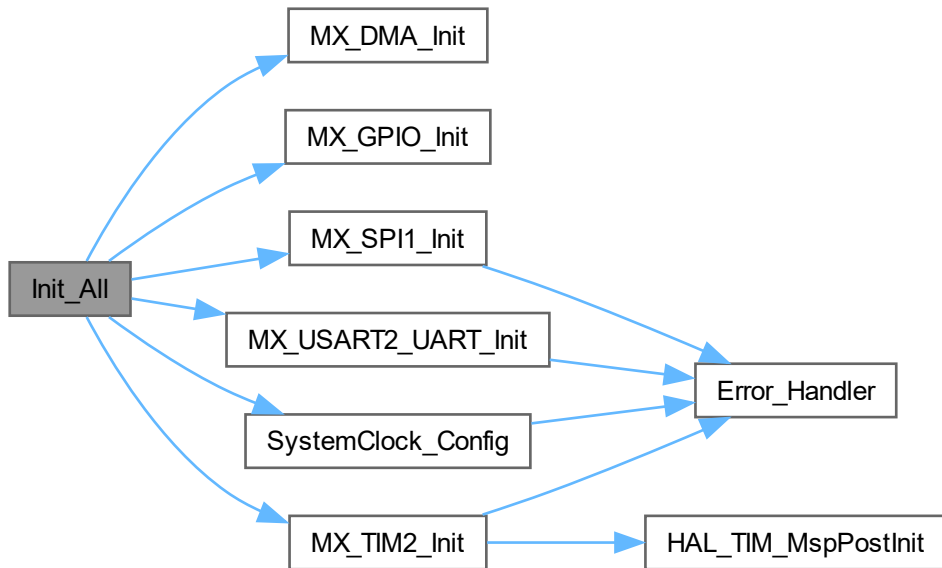 MX_DMA_Init
MX_GPIO_Init
MX_SPI1_Init
Init_All
MX_USART2_UART_Init
Error_Handler
SystemClock_Config
MX_TIM2_Init
HAL_TIM_MspPostInit